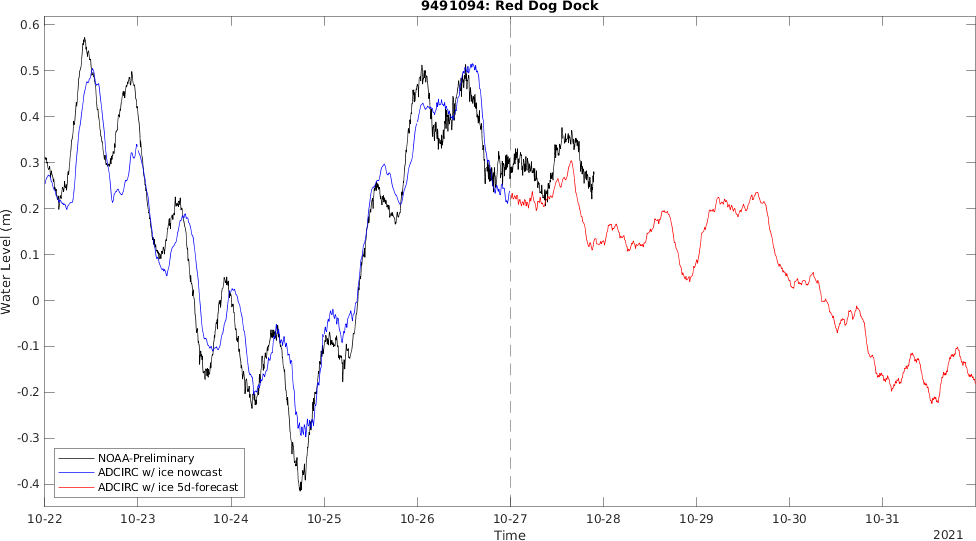 9491094: Red Dog Dock
Water Level (m)
0.6
0.5
0.4
0.3
0.2
0.1
0
-0.1
-0.2
-0.3
-0.4
NOAA-Preliminary
ADCIRC w/ ice nowcast
ADCIRC w/ ice 5d-forecast
10-22 10-23 10-24 10-25 10-26 10-27 10-28 10-29 10-30 10-31
Time
2021